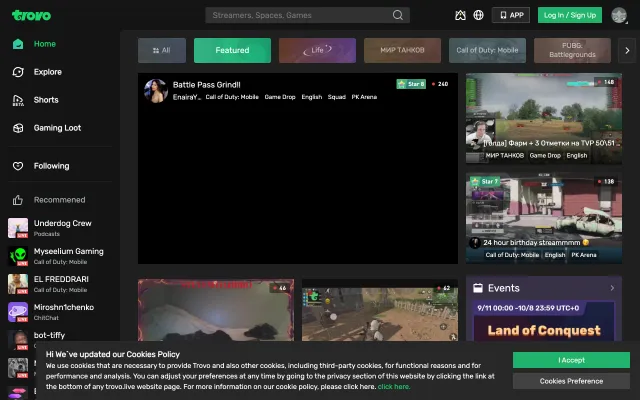 trovo
Streamers, Spaces, Games
APP
Log In / Sign Up
Home
Explore
Shorts
BETA
Gaming Loot
Following
Recommened
Underdog Crew
Podcasts
LIVE
Myseelium Gaming
Call of Duty: Mobile
LIVE
EL FREDDRARI
Call of Duty: Mobile
LIVE
Miroshn1chenko
ChitChat
LIVE
bot-tiffy
All
Featured
Life
МИР ТАНКОВ
Call of Duty: Mobile
PUBG:
Battlegrounds
Battle Pass Grind!!
Star 8
240
EnairaY... Call of Duty: Mobile Game Drop English Squad PK Arena
148
[голда] Фарм + 3 Отметки на TVP 50\51 ...
МИР ТАНКОВ Game Drop English
Star 7
138
24 hour birthday streammmm
Call of Duty: Mobile English PK Arena
46
62
Events
9/11 00:00 -10/8 23:59 UTC+0
Land of Conquest
Hi We`ve updated our Cookies Policy
We use cookies that are necessary to provide Trovo and also other cookies, including third-party cookies, for functional reasons and for
performance and analysis. You can adjust your preferences at any time by going to the privacy section of this website by clicking the link at
the bottom of any trovo.live website page. For more information on our cookie policy, please click here. click here.
I Accept
Cookies Preference